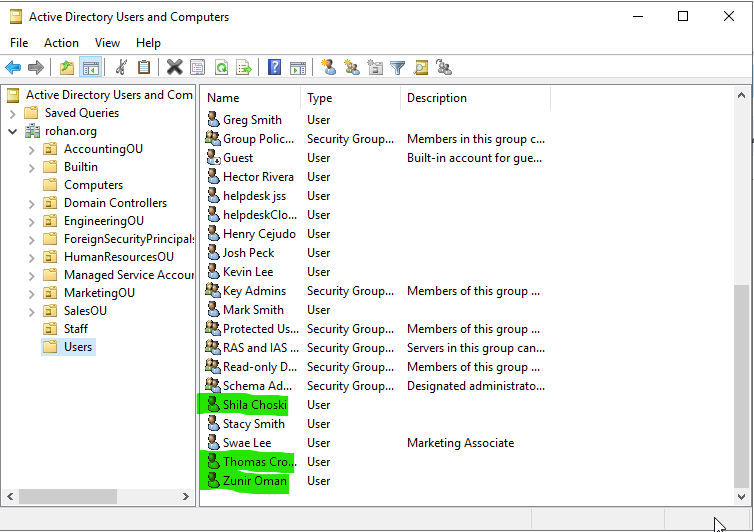 Active Directory Users and Computers
File Action View Help
Active Directory Users and Com
Saved Queries
rohan.org
AccountingOU
Builtin
Computers
Domain Controllers
EngineeringOU
ForeignSecurityPrincipals
HumanResourcesOU
Managed Service Accour
MarketingOU
SalesOU
Staff
Users
Name Type Description
Greg Smith User
Group Polic... Security Group... Members in this group c...
Guest User Built-in account for gue...
Hector Rivera User
helpdesk jss User
helpdeskClo... User
Henry Cejudo User
Josh Peck User
Kevin Lee User
Key Admins Security Group... Members of this group ...
Mark Smith User
Protected Us... Security Group... Members of this group ...
RAS and IAS ... Security Group... Servers in this group can...
Read-only D... Security Group... Members of this group ...
Schema Ad... Security Group... Designated administrato...
Shila Choski User
Stacy Smith User
Swae Lee User Marketing Associate
Thomas Cro... User
Zunir Oman User